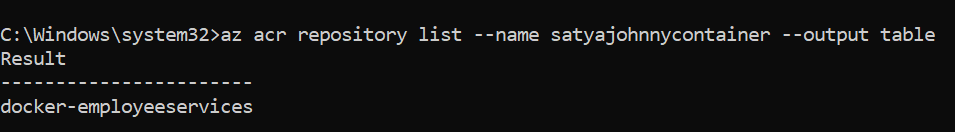 C:\Windows\system32>az acr repository list --name satyajohnnycontainer --output table
Result
-----------------------
docker-employeeservices